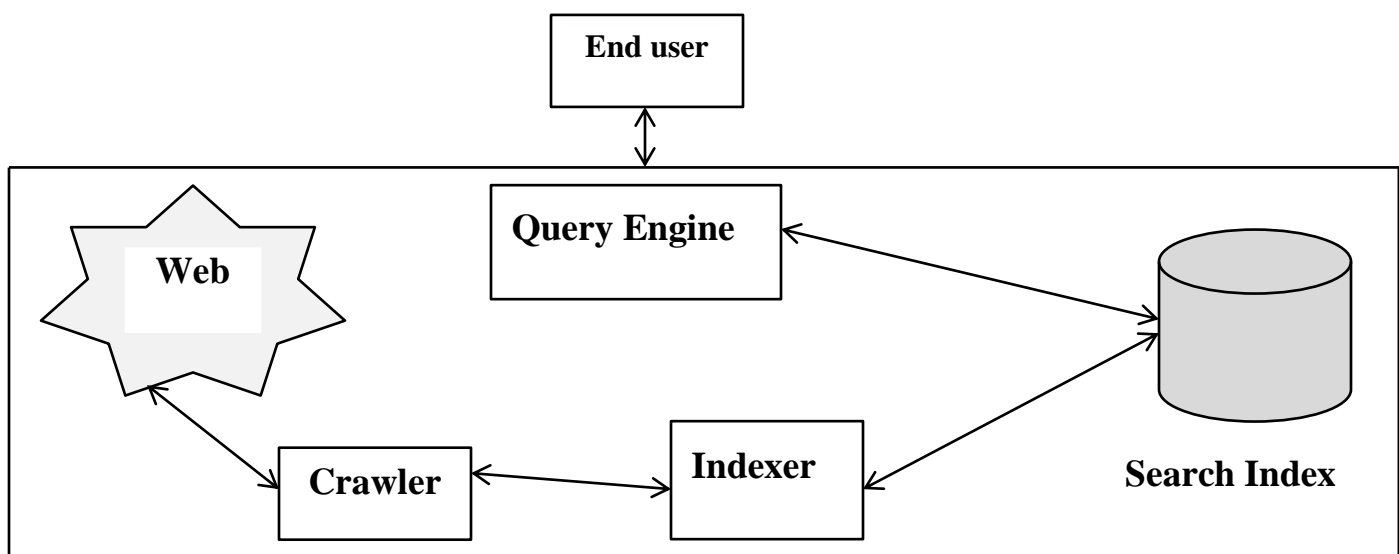 End user
Query Engine
Web
Crawler
Indexer
Search Index